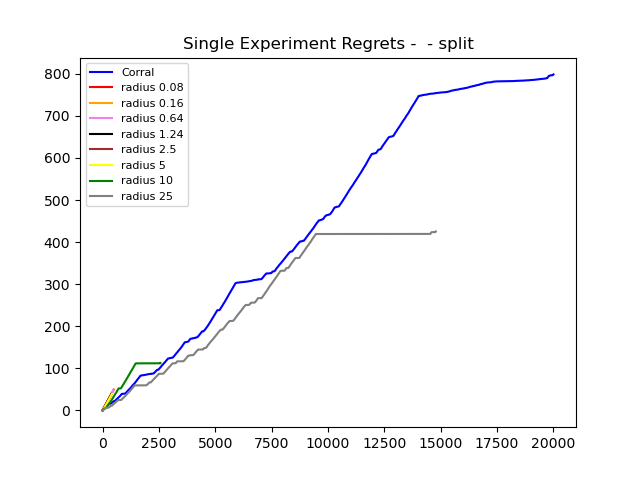 Single Experiment Regrets -  - split
Corral
radius 0.08
radius 0.16
radius 0.64
radius 1.24
radius 2.5
radius 5
radius 10
radius 25
800
700
600
500
400
300
200
100
0
0 2500 5000 7500 10000 12500 15000 17500 20000